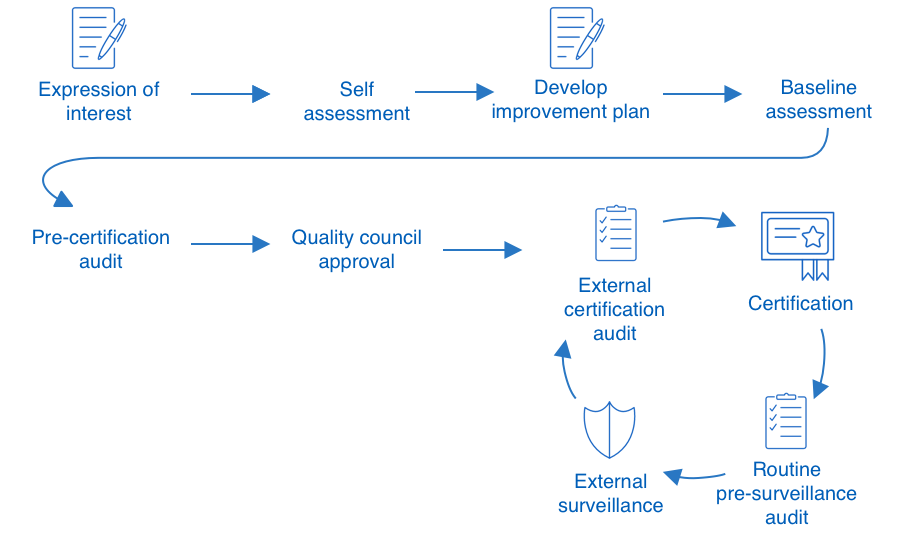 Expression of
interest
Self
assessment
Develop
improvement plan
Baseline
assessment
Pre-certification
audit
Quality council
approval
External
certification
audit
Certification
Routine
pre-surveillance
audit
External
surveillance